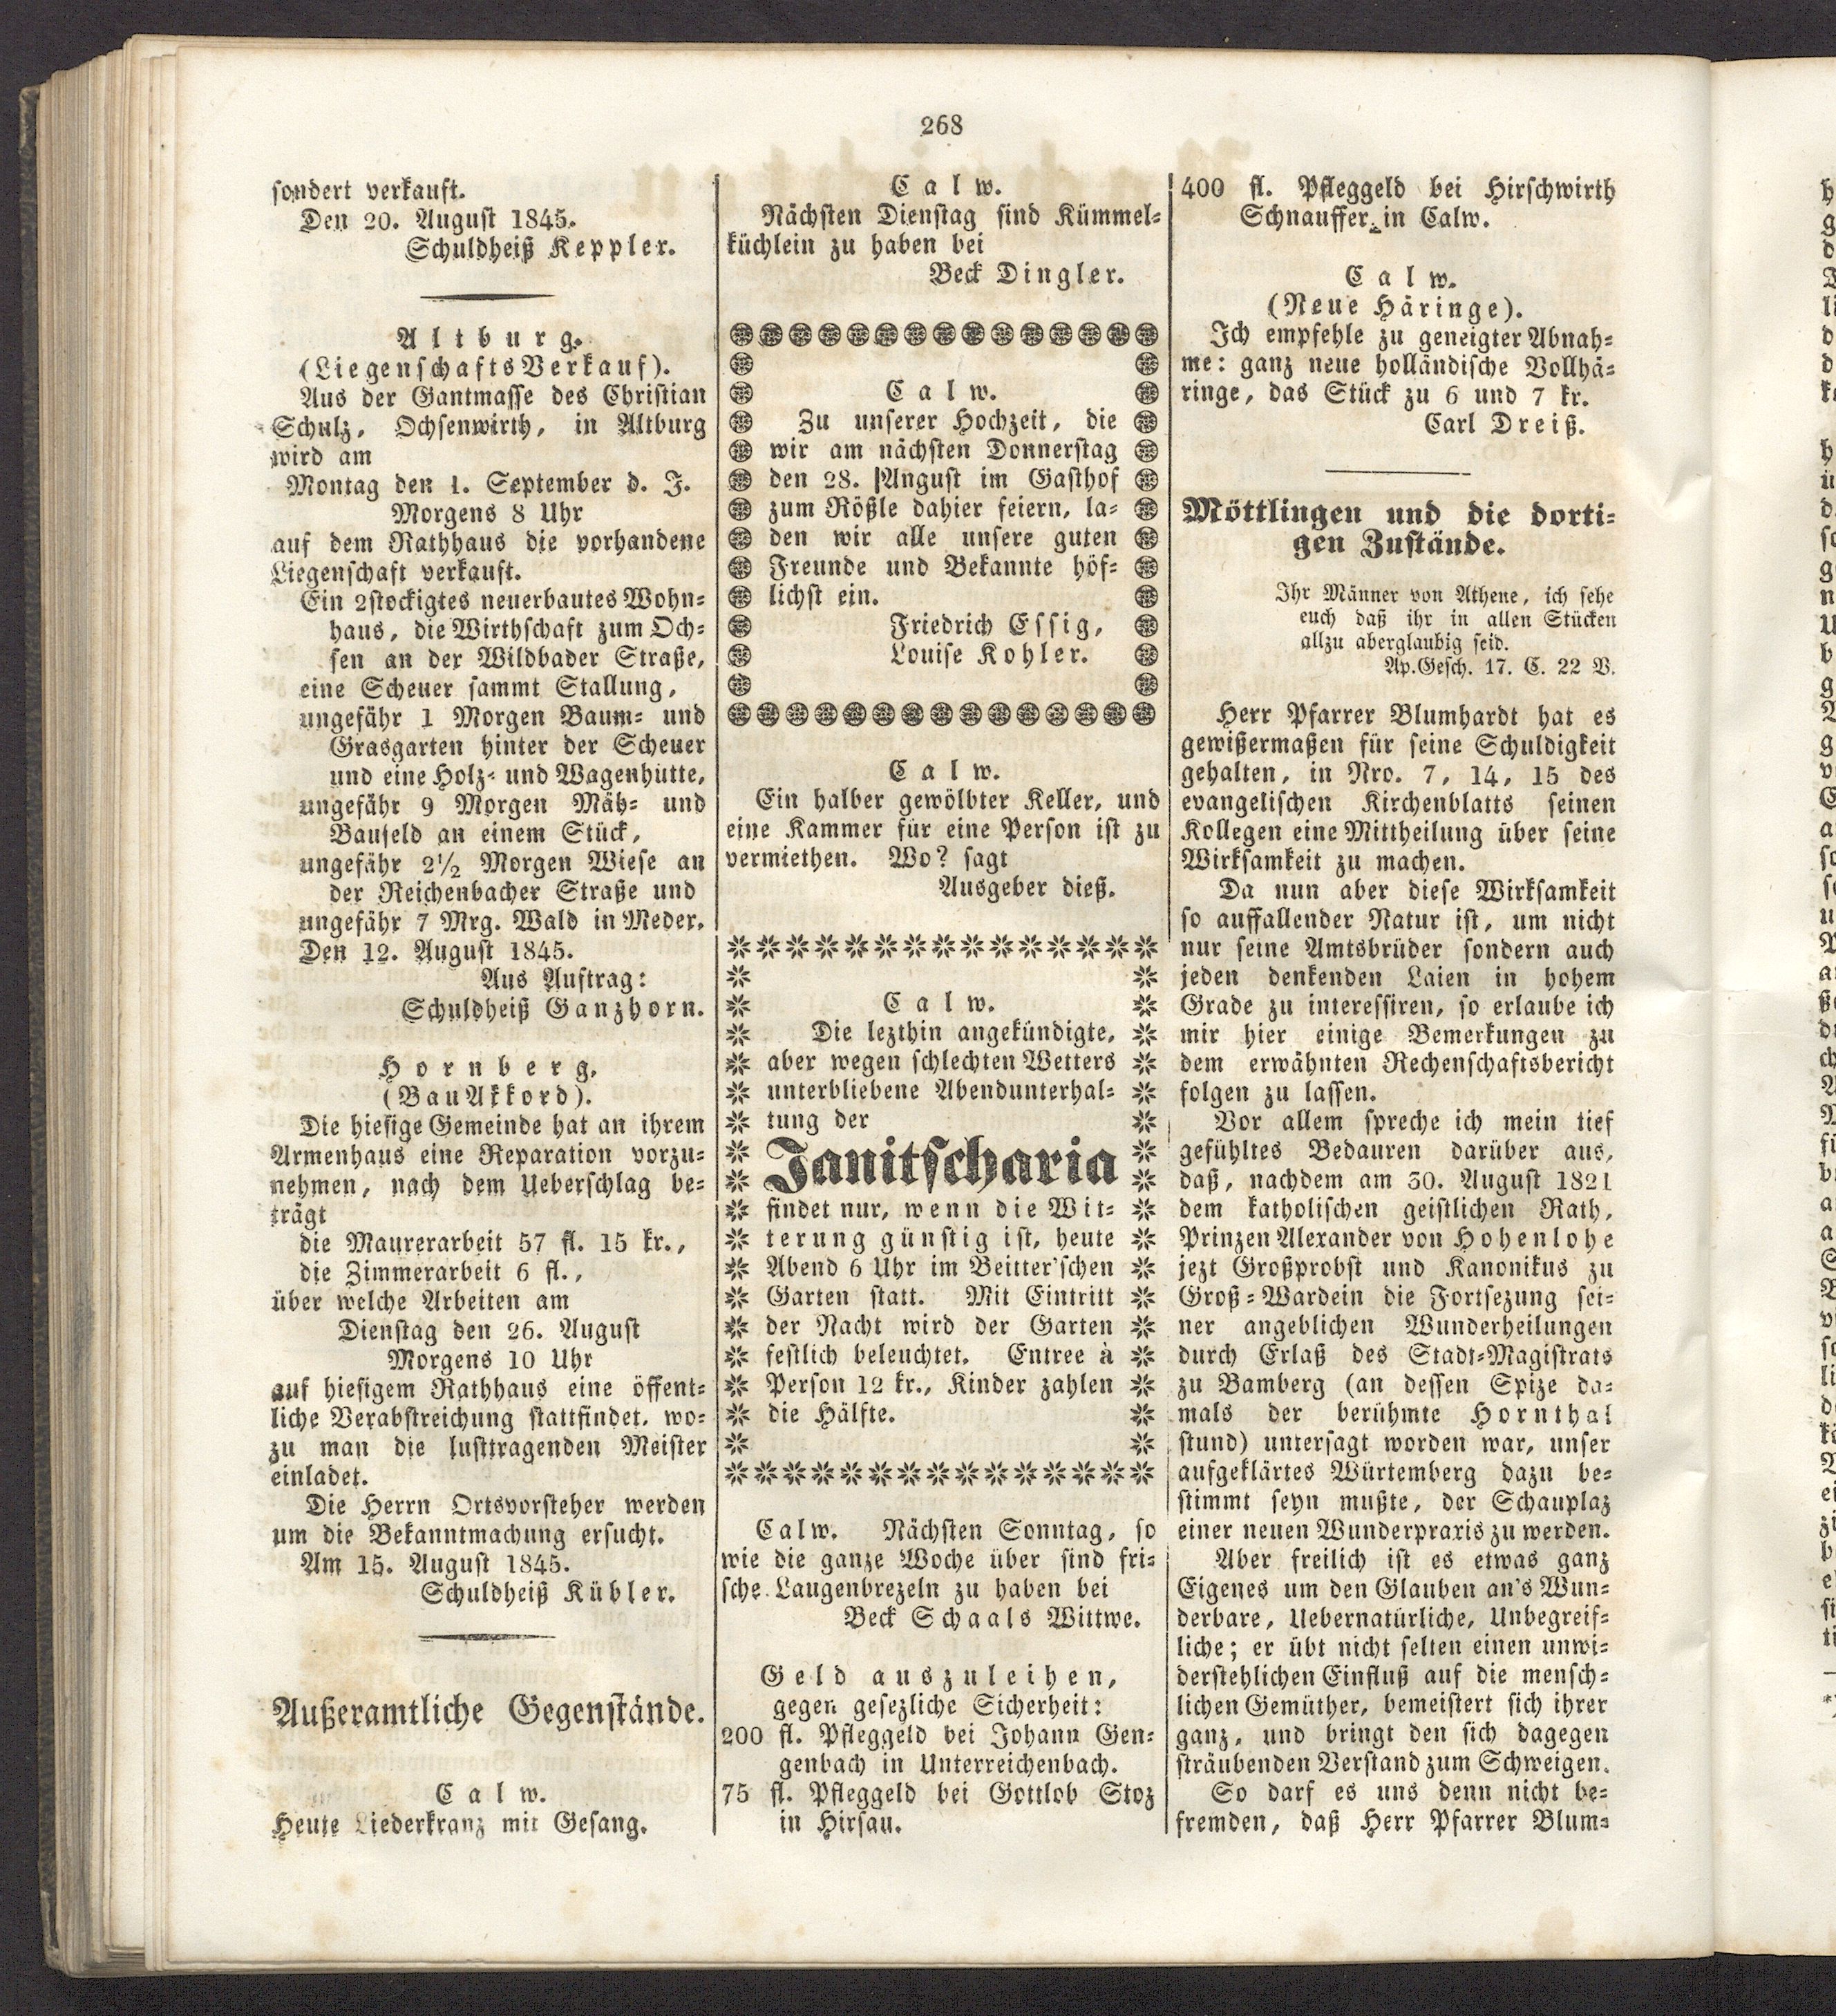 268
sondert verkauft.
Den 20. August 1845.
Schuldheiß Keppler.
Altburg.
(LiegenschaftsVerkauf).
Aus der Gantmasse des Christian
Schulz, Ochsenwirth, in Altburg
wird am
Montag den 1. September d. J.
Morgens 8 Uhr
auf dem Rathhaus die vorhandene
Liegenschaft verkauft.
Ein 2stockigtes neuerbautes Wohn-
haus, die Wirthschaft zum Och-
sen an der Wildbader Straße,
eine Scheuer sammt Stallung,
ungefähr 1 Morgen Baum- und
Grasgarten hinter der Scheuer
und eine Holz- und Wagenhütte,
ungefähr 9 Morgen Mäh- und
Baufeld an einem Stück,
ungefähr 2½ Morgen Wiese an
der Reichenbacher Straße und
ungefähr 7 Mrg. Wald in Meder.
Den 12. August 1845.
Aus Auftrag:
Schuldheiß Ganzhorn.
Hornberg.
(BauAkkord).
Die hiesige Gemeinde hat an ihrem
Armenhaus eine Reparation vorzu-
nehmen, nach dem Ueberschlag be-
trägt
die Maurerarbeit 57 fl. 15 kr.,
die Zimmerarbeit 6 fl.,
über welche Arbeiten am
Dienstag den 26. August
Morgens 10 Uhr
auf hiesigem Rathhaus eine öffent-
liche Verabstreichung stattfindet, wo-
zu man die lusttragenden Meister
einladet.
Die Herrn Ortsvorsteher werden
um die Bekanntmachung ersucht.
Am 15. August 1845.
Schuldheiß Kübler.
Außeramtliche Gegenstände.
Calw.
Heute Liederkranz mit Gesang.
Calw.
Nächsten Dienstag sind Kümmel-
küchlein zu haben bei
Beck Dingler.
Calw.
Zu unserer Hochzeit, die
wir am nächsten Donnerstag
den 28. August im Gasthof
zum Rößle dahier feiern, la-
den wir alle unsere guten
Freunde und Bekannte höf-
lichst ein.
Friedrich Essig,
Louise Kohler.
Calw.
Ein halber gewölbter Keller, und
eine Kammer für eine Person ist zu
vermiethen. Wo? sagt
Ausgeber dieß.
Calw.
Die lezthin angekündigte,
aber wegen schlechten Wetters
unterbliebene Abendunterhal-
tung der
Janitscharia
findet nur, wenn die Wit-
terung günstig ist, heute
Abend 6 Uhr im Beitter'schen
Garten statt. Mit Eintritt
der Nacht wird der Garten
festlich beleuchtet. Entree à
Person 12 kr., Kinder zahlen
die Hälfte.
Calw. Nächsten Sonntag, so
wie die ganze Woche über sind fri-
sche Laugenbrezeln zu haben bei
Beck Schaals Wittwe.
Geld auszuleihen,
gegen gesezliche Sicherheit:
200 fl. Pfleggeld bei Johann Gen-
genbach in Unterreichenbach.
75 fl. Pfleggeld bei Gottlob Stoz
in Hirsau.
400 fl. Pfleggeld bei Hirschwirth
Schnauffer in Calw.
Calw.
(Neue Häringe).
Ich empfehle zu geneigter Abnah-
me: ganz neue holländische Vollhä-
ringe, das Stück zu 6 und 7 kr.
Carl Dreiß.
Möttlingen und die dorti-
gen Zustände.
Ihr Männer von Athene, ich sehe
euch daß ihr in allen Stücken
allzu aberglaubig seid.
Ap.Gesch. 17. C. 22 V.
Herr Pfarrer Blumhardt hat es
gewißermaßen für seine Schuldigkeit
gehalten, in Nro. 7, 14, 15 des
evangelischen Kirchenblatts seinen
Kollegen eine Mittheilung über seine
Wirksamkeit zu machen.
Da nun aber diese Wirksamkeit
so auffallender Natur ist, um nicht
nur seine Amtsbrüder sondern auch
jeden denkenden Laien in hohem
Grade zu interessiren, so erlaube ich
mir hier einige Bemerkungen zu
dem erwähnten Rechenschaftsbericht
folgen zu lassen.
Vor allem spreche ich mein tief
gefühltes Bedauren darüber aus,
daß, nachdem am 30. August 1821
dem katholischen geistlichen Rath,
Prinzen Alexander von Hohenlohe
jezt Großprobst und Kanonikus zu
Groß-Wardein die Fortsezung sei-
ner angeblichen Wunderheilungen
durch Erlaß des Stadt-Magistrats
zu Bamberg (an dessen Spize da-
mals der berühmte Hornthal
stund) untersagt worden war, unser
aufgeklärtes Würtemberg dazu be-
stimmt seyn mußte, der Schauplaz
einer neuen Wunderpraxis zu werden.
Aber freilich ist es etwas ganz
Eigenes um den Glauben an's Wun-
derbare, Uebernatürliche, Unbegreif-
liche; er übt nicht selten einen unwi-
derstehlichen Einfluß auf die mensch-
lichen Gemüther, bemeistert sich ihrer
ganz, und bringt den sich dagegen
sträubenden Verstand zum Schweigen.
So darf es uns denn nicht be-
fremden, daß Herr Pfarrer Blum-